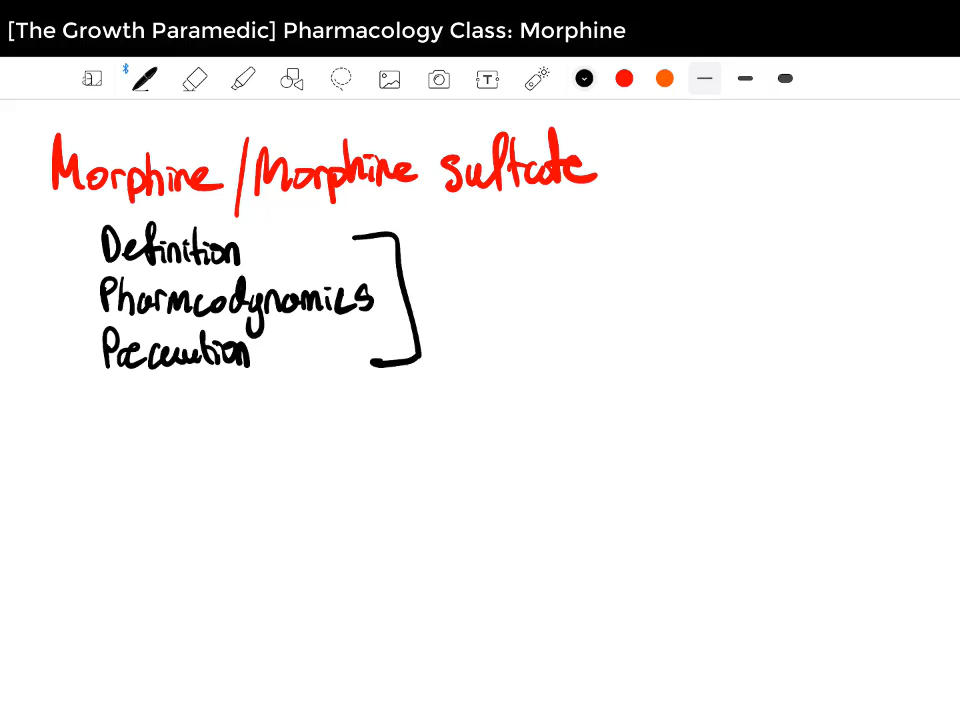 [The Growth Paramedic] Pharmacology Class: Morphine
Morphine/Morphine sulfate
Definition
Pharmcodynamics
Precaution